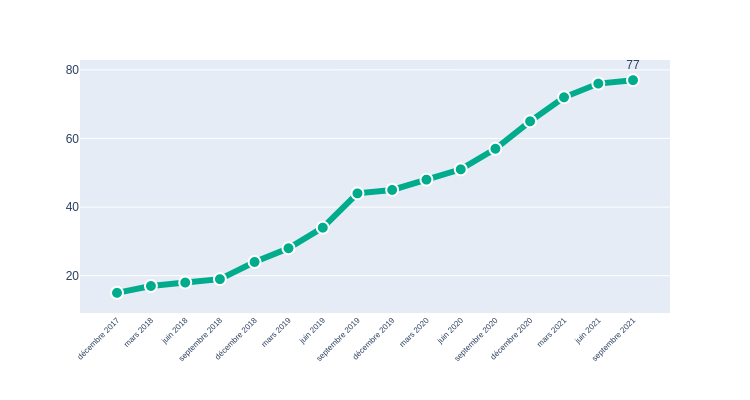 77
80
60
40
20
décembre 2017
mars 2018
juin 2018
septembre 2018
décembre 2018
mars 2019
juin 2019
septembre 2019
décembre 2019
mars 2020
juin 2020
septembre 2020
décembre 2020
mars 2021
juin 2021
septembre 2021